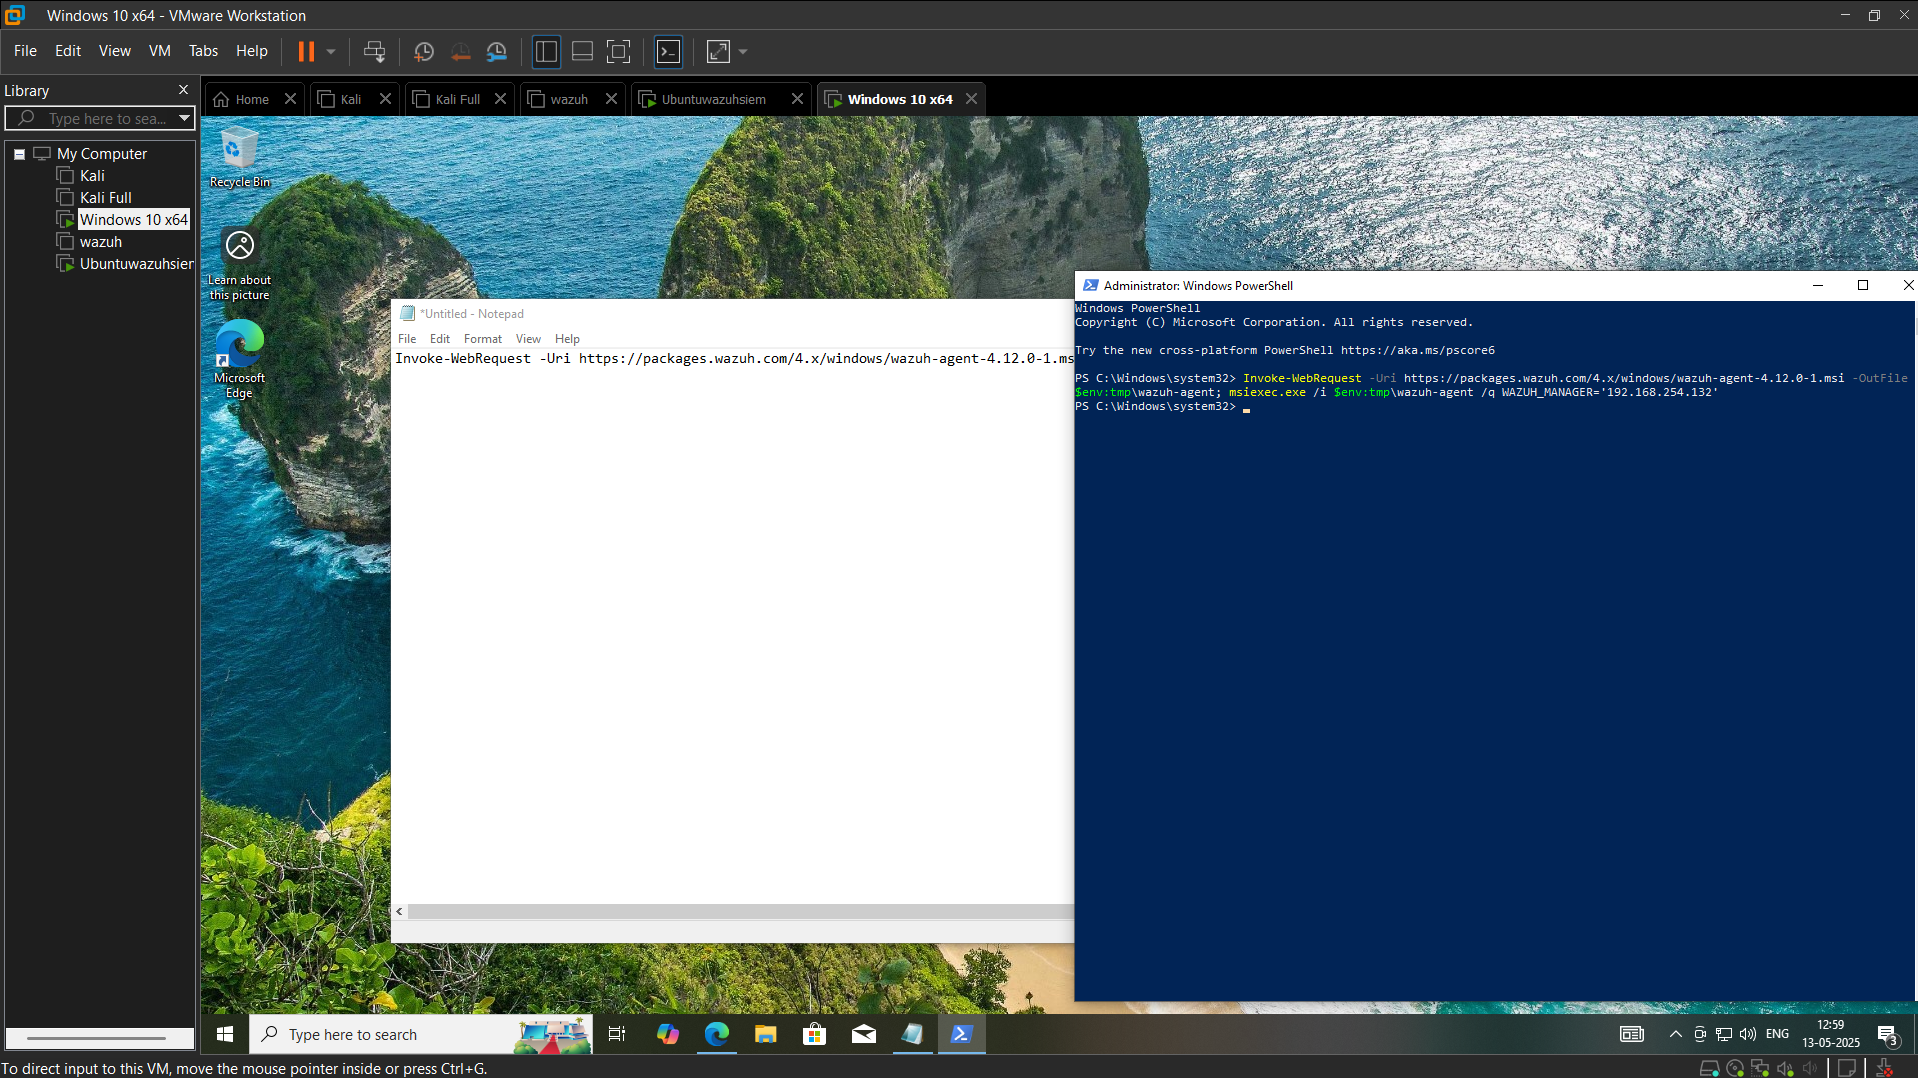 Windows 10 x64 - VMware Workstation
File Edit View VM Tabs Help
Library
Type here to sea...
My Computer
Kali
Kali Full
Windows 10 x64
wazuh
Ubuntuwazuhsier
Home
Kali
Kali Full
wazuh
Ubuntuwazuhsiem
Windows 10 x64
Recycle Bin
Learn about
this picture
Microsoft
Edge
*Untitled - Notepad
File Edit Format View Help
Invoke-WebRequest -Uri https://packages.wazuh.com/4.x/windows/wazuh-agent-4.12.0-1.ms
Administrator: Windows PowerShell
Windows PowerShell
Copyright (C) Microsoft Corporation. All rights reserved.
Try the new cross-platform PowerShell https://aka.ms/pscore6
PS C:\Windows\system32> Invoke-WebRequest -Uri https://packages.wazuh.com/4.x/windows/wazuh-agent-4.12.0-1.msi -OutFile
$env:tmp\wazuh-agent; msiexec.exe /i $env:tmp\wazuh-agent /q WAZUH_MANAGER='192.168.254.132'
PS C:\Windows\system32>
Type here to search
ENG
12:59
13-05-2025
3
To direct input to this VM, move the mouse pointer inside or press Ctrl+G.